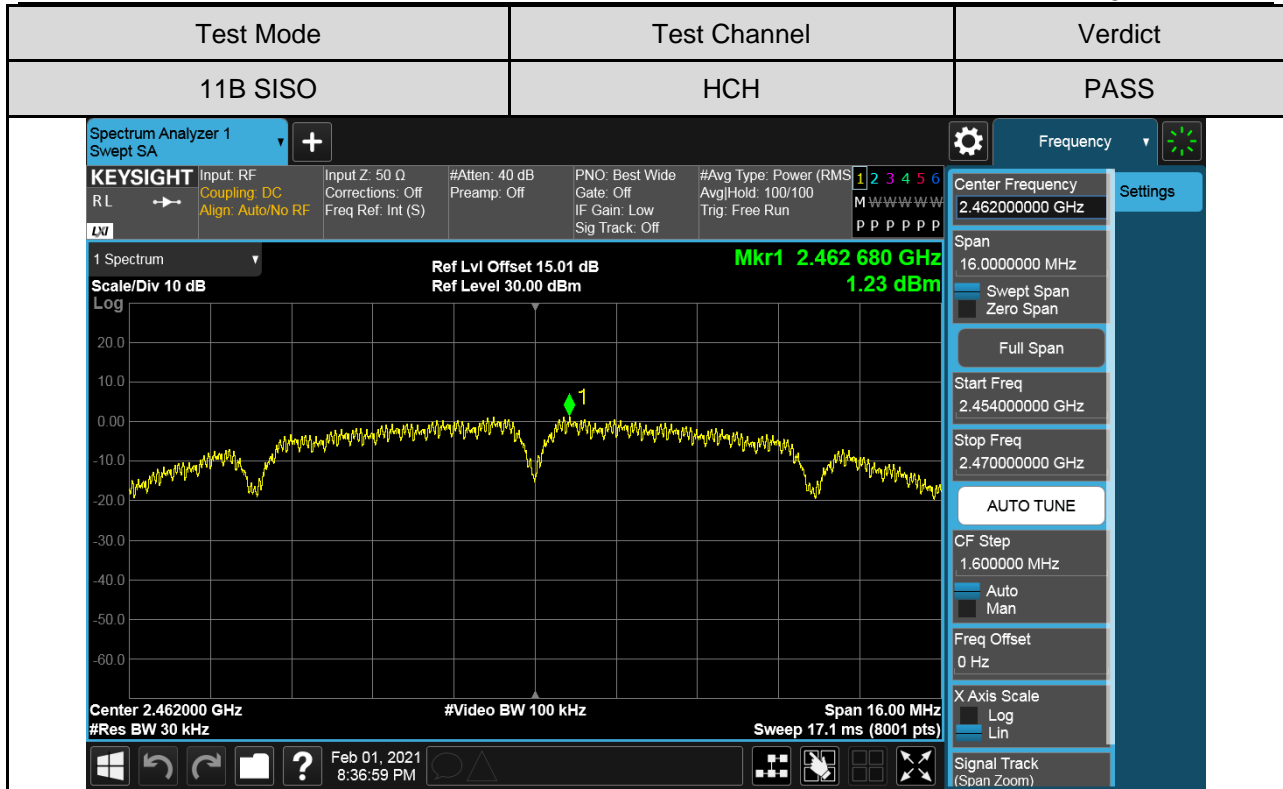 Test Mode Test Channel Verdict
11B SISO HCH PASS
Spectrum Analyzer 1
Swept SA
Frequency
KEYSIGHT
RL
LXI
Input: RF
Coupling: DC
Align: Auto/No RF
Input Z: 50 Ω
Corrections: Off
Freq Ref: Int (S)
#Atten: 40 dB
Preamp: Off
PNO: Best Wide
Gate: Off
IF Gain: Low
Sig Track: Off
#Avg Type: Power (RMS
Avg|Hold: 100/100
Trig: Free Run
1 2 3 4 5 6
M W W W W W
P P P P P P
1 Spectrum
Scale/Div 10 dB
Ref Lvl Offset 15.01 dB
Ref Level 30.00 dBm
Mkr1 2.462 680 GHz
1.23 dBm
Log
20.0
10.0
0.00
-10.0
-20.0
-30.0
-40.0
-50.0
-60.0
1
Center 2.462000 GHz
#Res BW 30 kHz
#Video BW 100 kHz
Span 16.00 MHz
Sweep 17.1 ms (8001 pts)
?
Feb 01, 2021
8:36:59 PM
Center Frequency
2.462000000 GHz
Settings
Span
16.0000000 MHz
Swept Span
Zero Span
Full Span
Start Freq
2.454000000 GHz
Stop Freq
2.470000000 GHz
AUTO TUNE
CF Step
1.600000 MHz
Auto
Man
Freq Offset
0 Hz
X Axis Scale
Log
Lin
Signal Track
(Span Zoom)